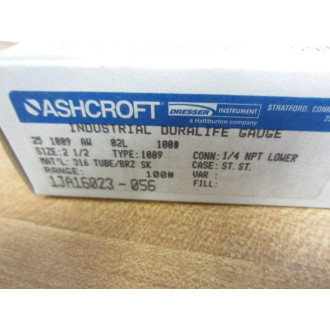 ASHCROFT DRESSER INSTRUMENT STRATFORD, CONN
a Halliburton company
INDUSTRIAL DURALIFE GAUGE
25 1009 AW 02L 100#
SIZE: 2 1/2 TYPE: 1009 CONN: 1/4 NPT LOWER
MAT'L: 316 TUBE/BRZ SK CASE: ST.ST.
RANGE: 100# VAR :
1JA16023-056 FILL: